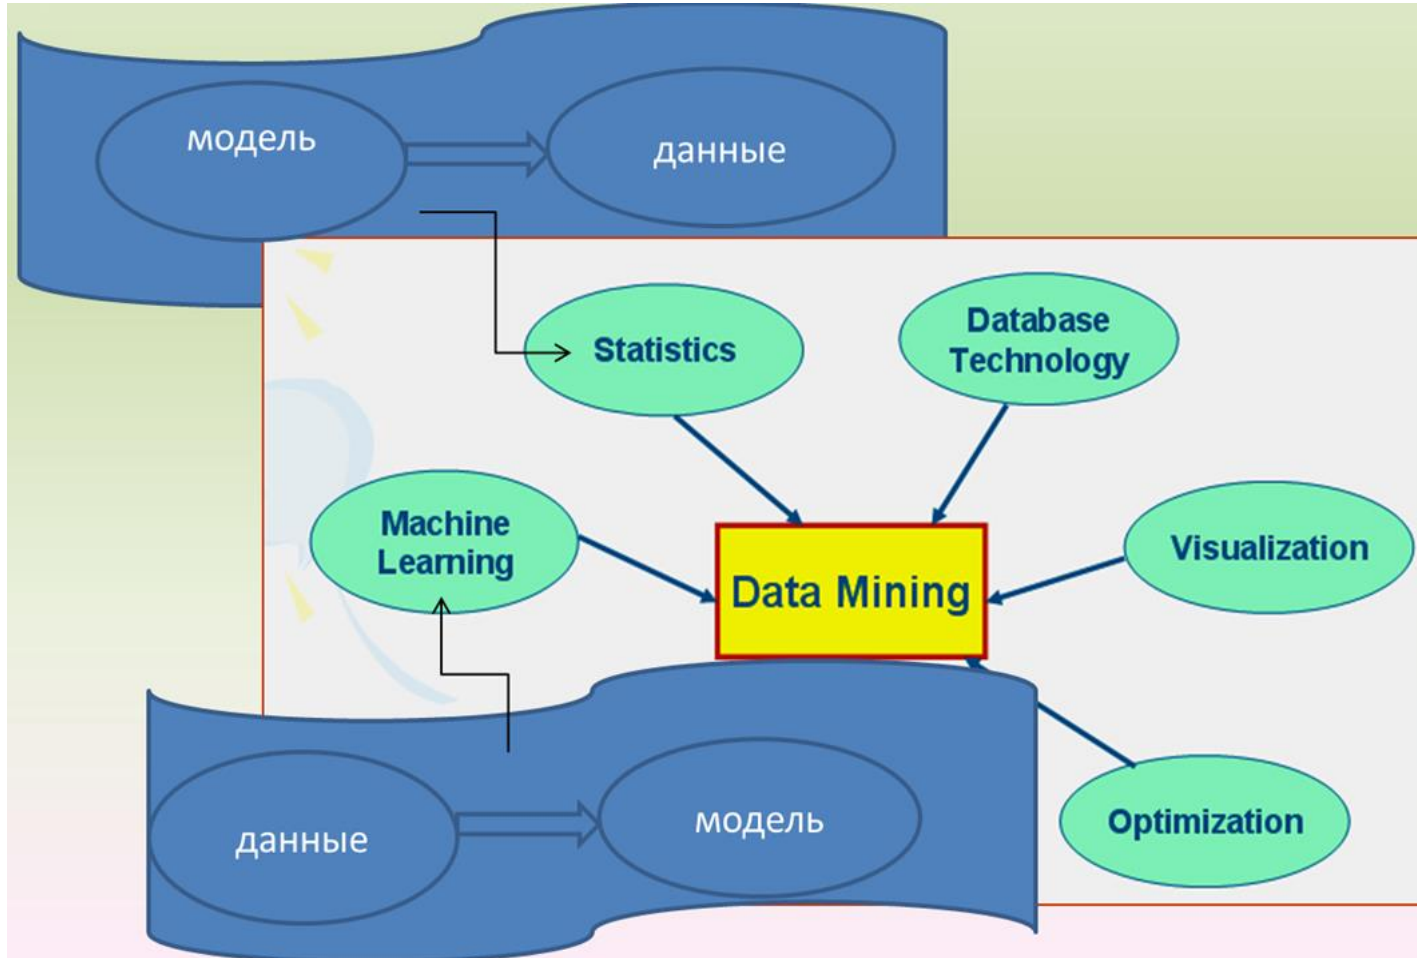 модель
данные
Statistics
Database
Technology
Machine
Learning
Visualization
Data Mining
данные
модель
Optimization